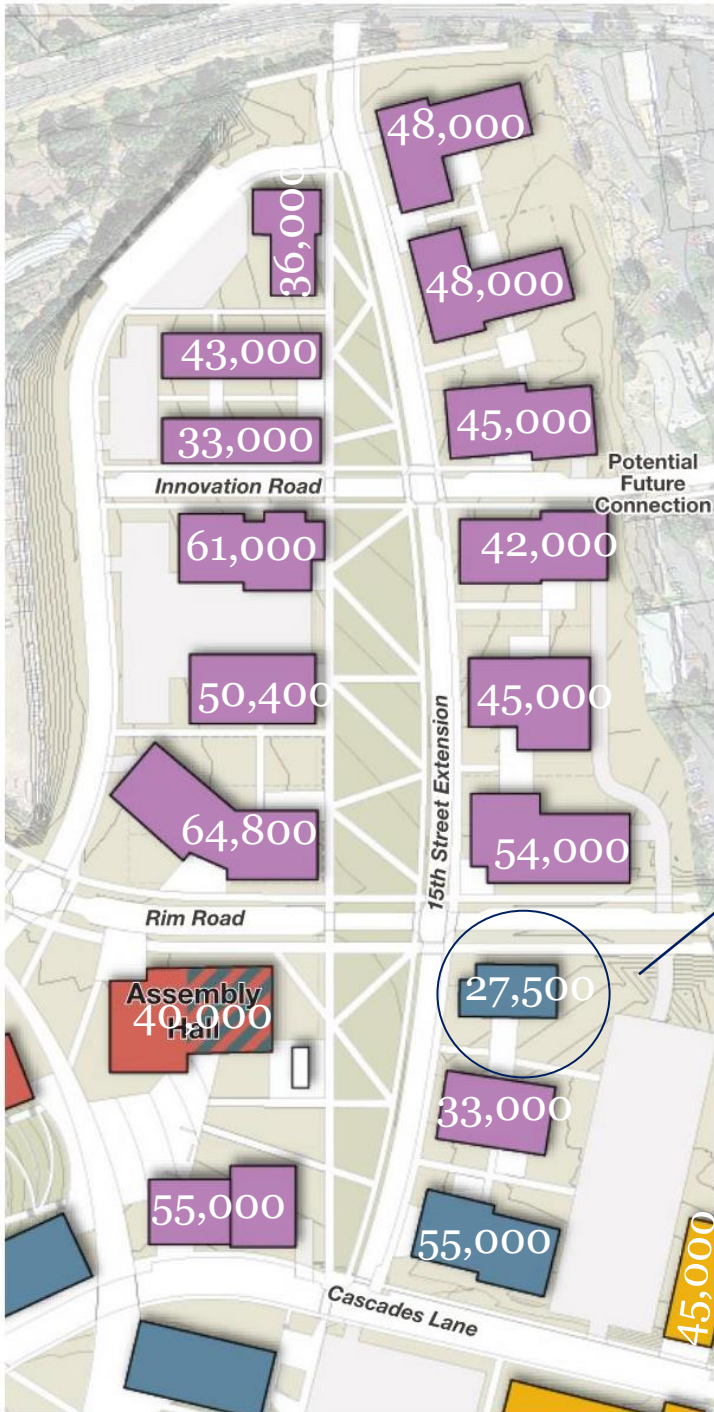 48,000
36,000
48,000
43,000
45,000
33,000
Potential
Future
Connection
Innovation Road
61,000
42,000
50,400
45,000
15th Street Extension
64,800
54,000
Rim Road
27,500
Assembly
Hall
40,000
33,000
55,000
55,000
45,000
Cascades Lane